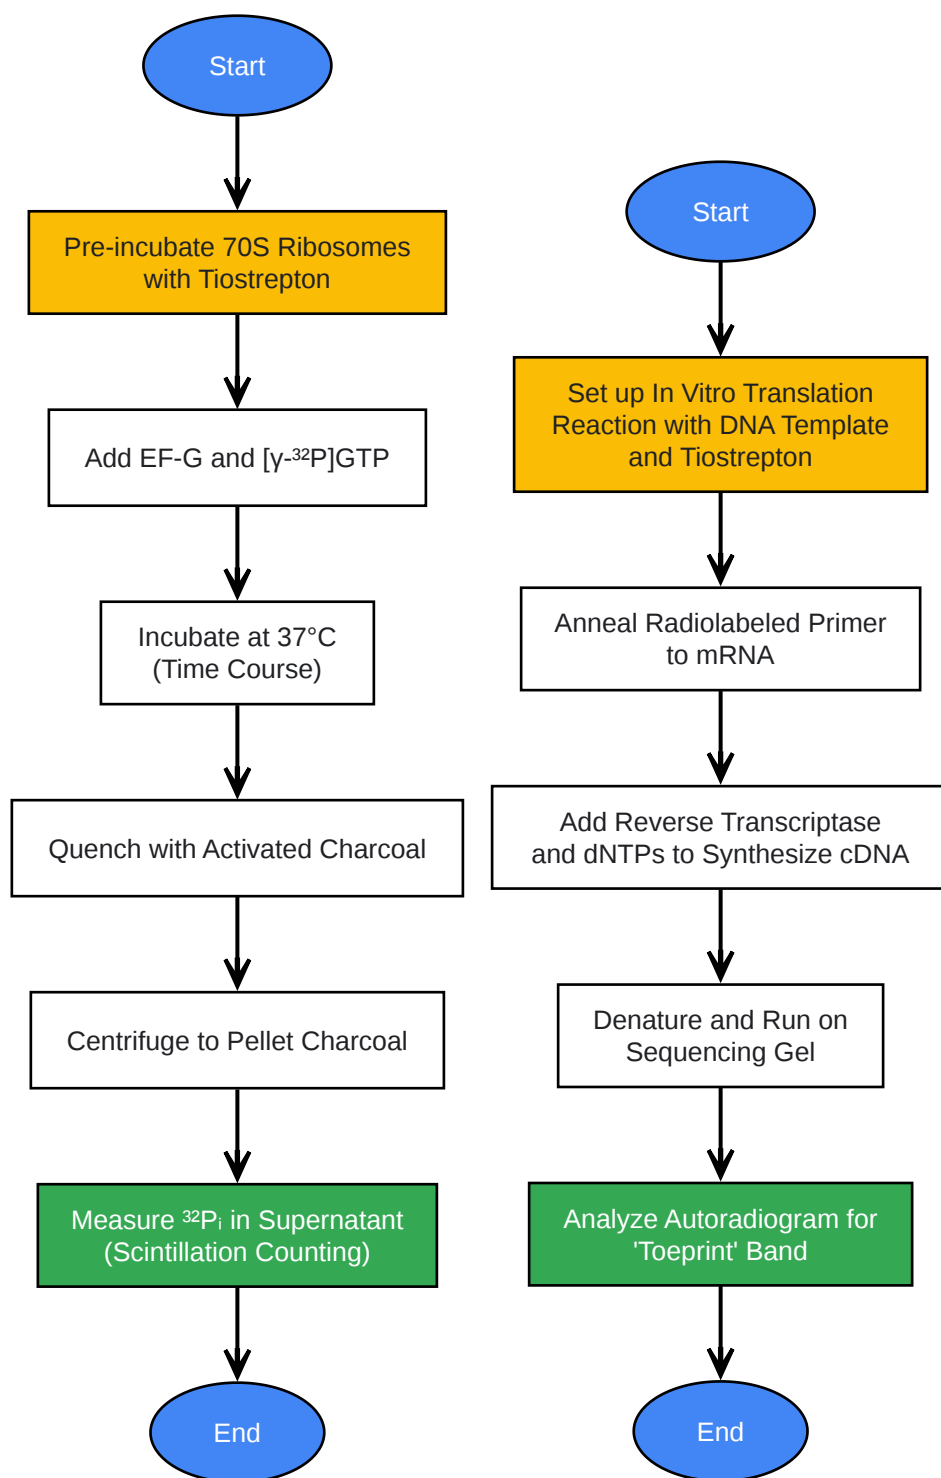 Start
Pre-incubate 70S Ribosomes
with Tiostrepton
Add EF-G and [γ-³²P]GTP
Incubate at 37°C
(Time Course)
Quench with Activated Charcoal
Centrifuge to Pellet Charcoal
Measure ³²Pᵢ in Supernatant
(Scintillation Counting)
End
Start
Set up In Vitro Translation
Reaction with DNA Template
and Tiostrepton
Anneal Radiolabeled Primer
to mRNA
Add Reverse Transcriptase
and dNTPs to Synthesize cDNA
Denature and Run on
Sequencing Gel
Analyze Autoradiogram for
'Toeprint' Band
End